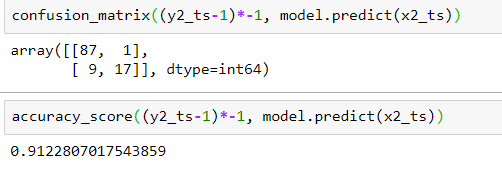 confusion_matrix((y2_ts-1)*-1, model.predict(x2_ts))
array([[87,  1],
       [ 9, 17]], dtype=int64)
accuracy_score((y2_ts-1)*-1, model.predict(x2_ts))
0.9122807017543859